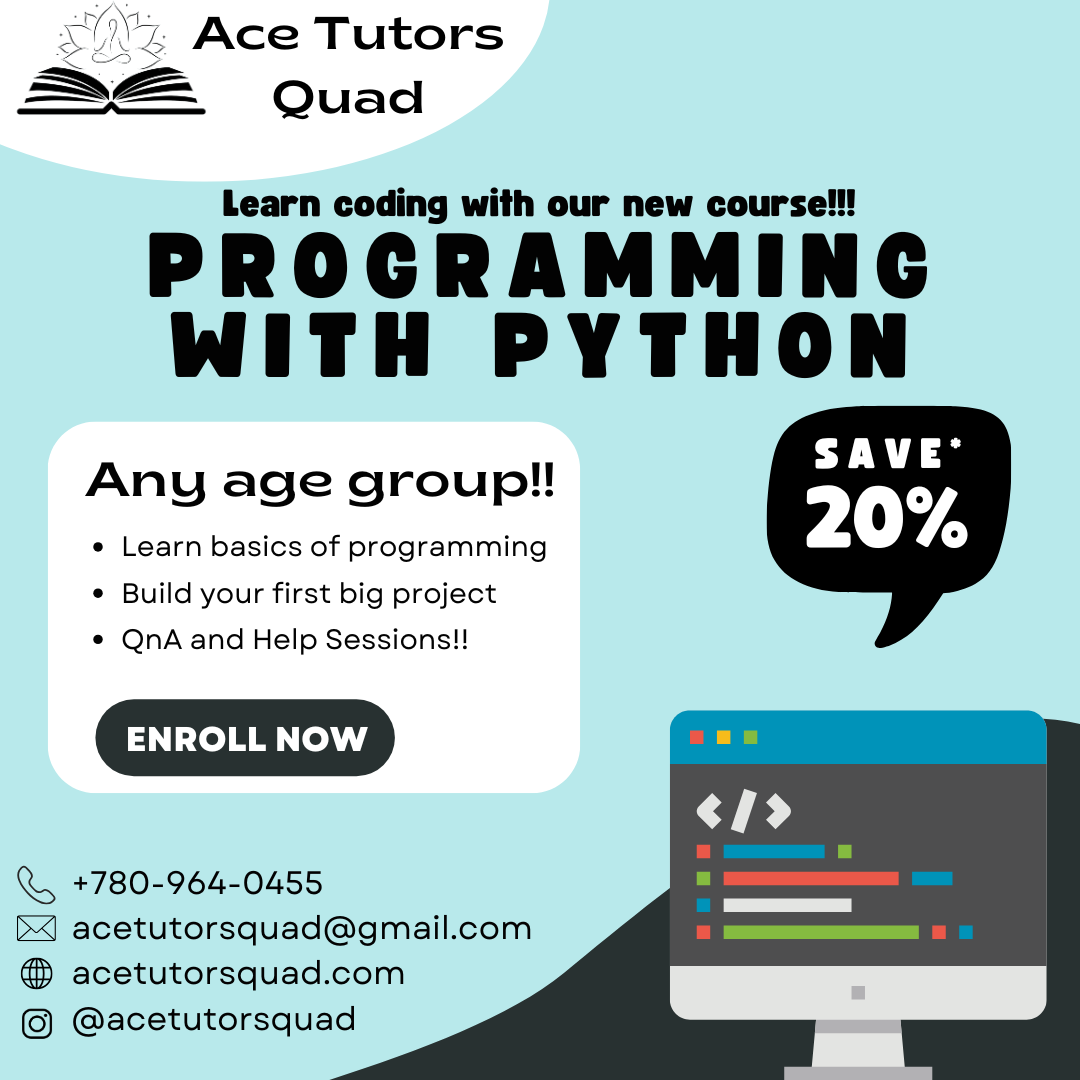 Ace Tutors
Quad
Learn coding with our new course!!!
PROGRAMMING
WITH PYTHON
Any age group!!
• Learn basics of programming
• Build your first big project
• QnA and Help Sessions!!
ENROLL NOW
SAVE*
20%
</>
+780-964-0455
acetutorsquad@gmail.com
acetutorsquad.com
@acetutorsquad